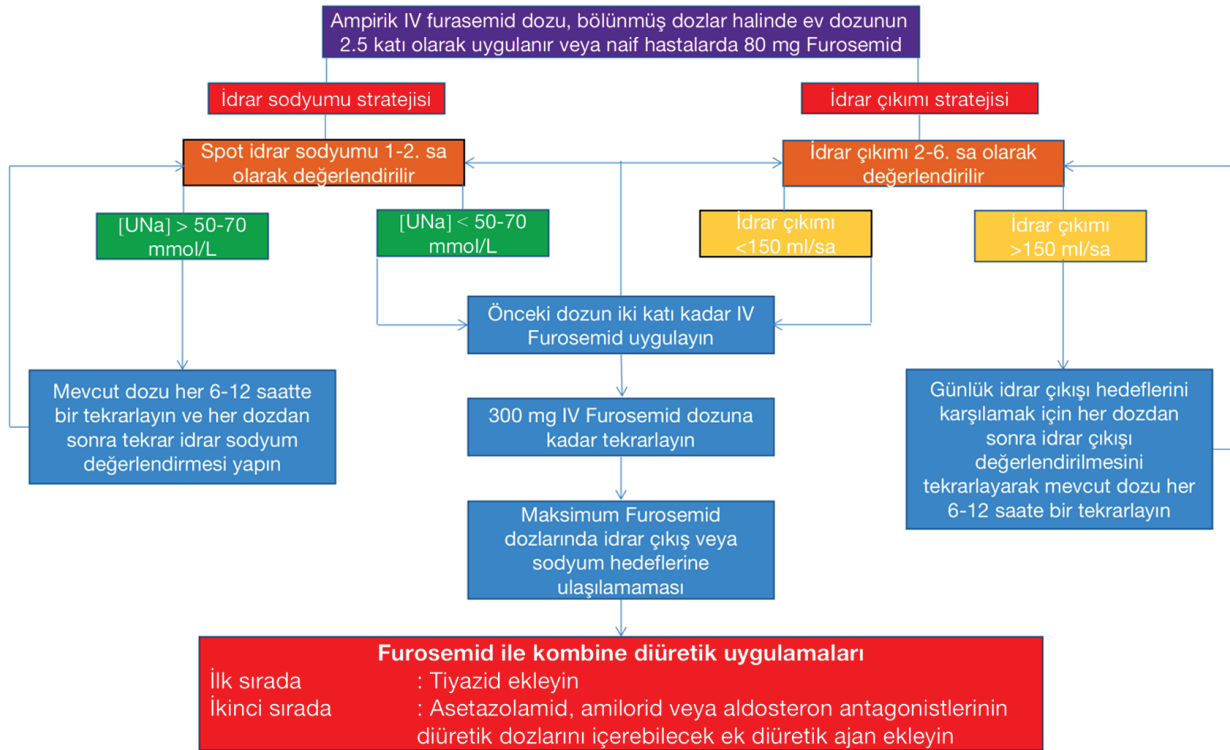 Ampirik IV furasemid dozu, bölünmüş dozlar halinde ev dozunun
2.5 katı olarak uygulanır veya naif hastalarda 80 mg Furosemid
İdrar sodyumu stratejisi
İdrar çıkımı stratejisi
Spot idrar sodyumu 1-2. sa
olarak değerlendirilir
İdrar çıkımı 2-6. sa olarak
değerlendirilir
[UNa] > 50-70
mmol/L
[UNa] < 50-70
mmol/L
İdrar çıkımı
<150 ml/sa
İdrar çıkımı
>150 ml/sa
Önceki dozun iki katı kadar IV
Furosemid uygulayın
Mevcut dozu her 6-12 saatte
bir tekrarlayın ve her dozdan
sonra tekrar idrar sodyum
değerlendirmesi yapın
300 mg IV Furosemid dozuna
kadar tekrarlayın
Günlük idrar çıkışı hedeflerini
karşılamak için her dozdan
sonra idrar çıkışı
değerlendirilmesini
tekrarlayarak mevcut dozu her
6-12 saate bir tekrarlayın
Maksimum Furosemid
dozlarında idrar çıkış veya
sodyum hedeflerine
ulaşılamaması
Furosemid ile kombine diüretik uygulamaları
İlk sırada : Tiyazid ekleyin
İkinci sırada : Asetazolamid, amilorid veya aldosteron antagonistlerinin
diüretik dozlarını içerebilecek ek diüretik ajan ekleyin